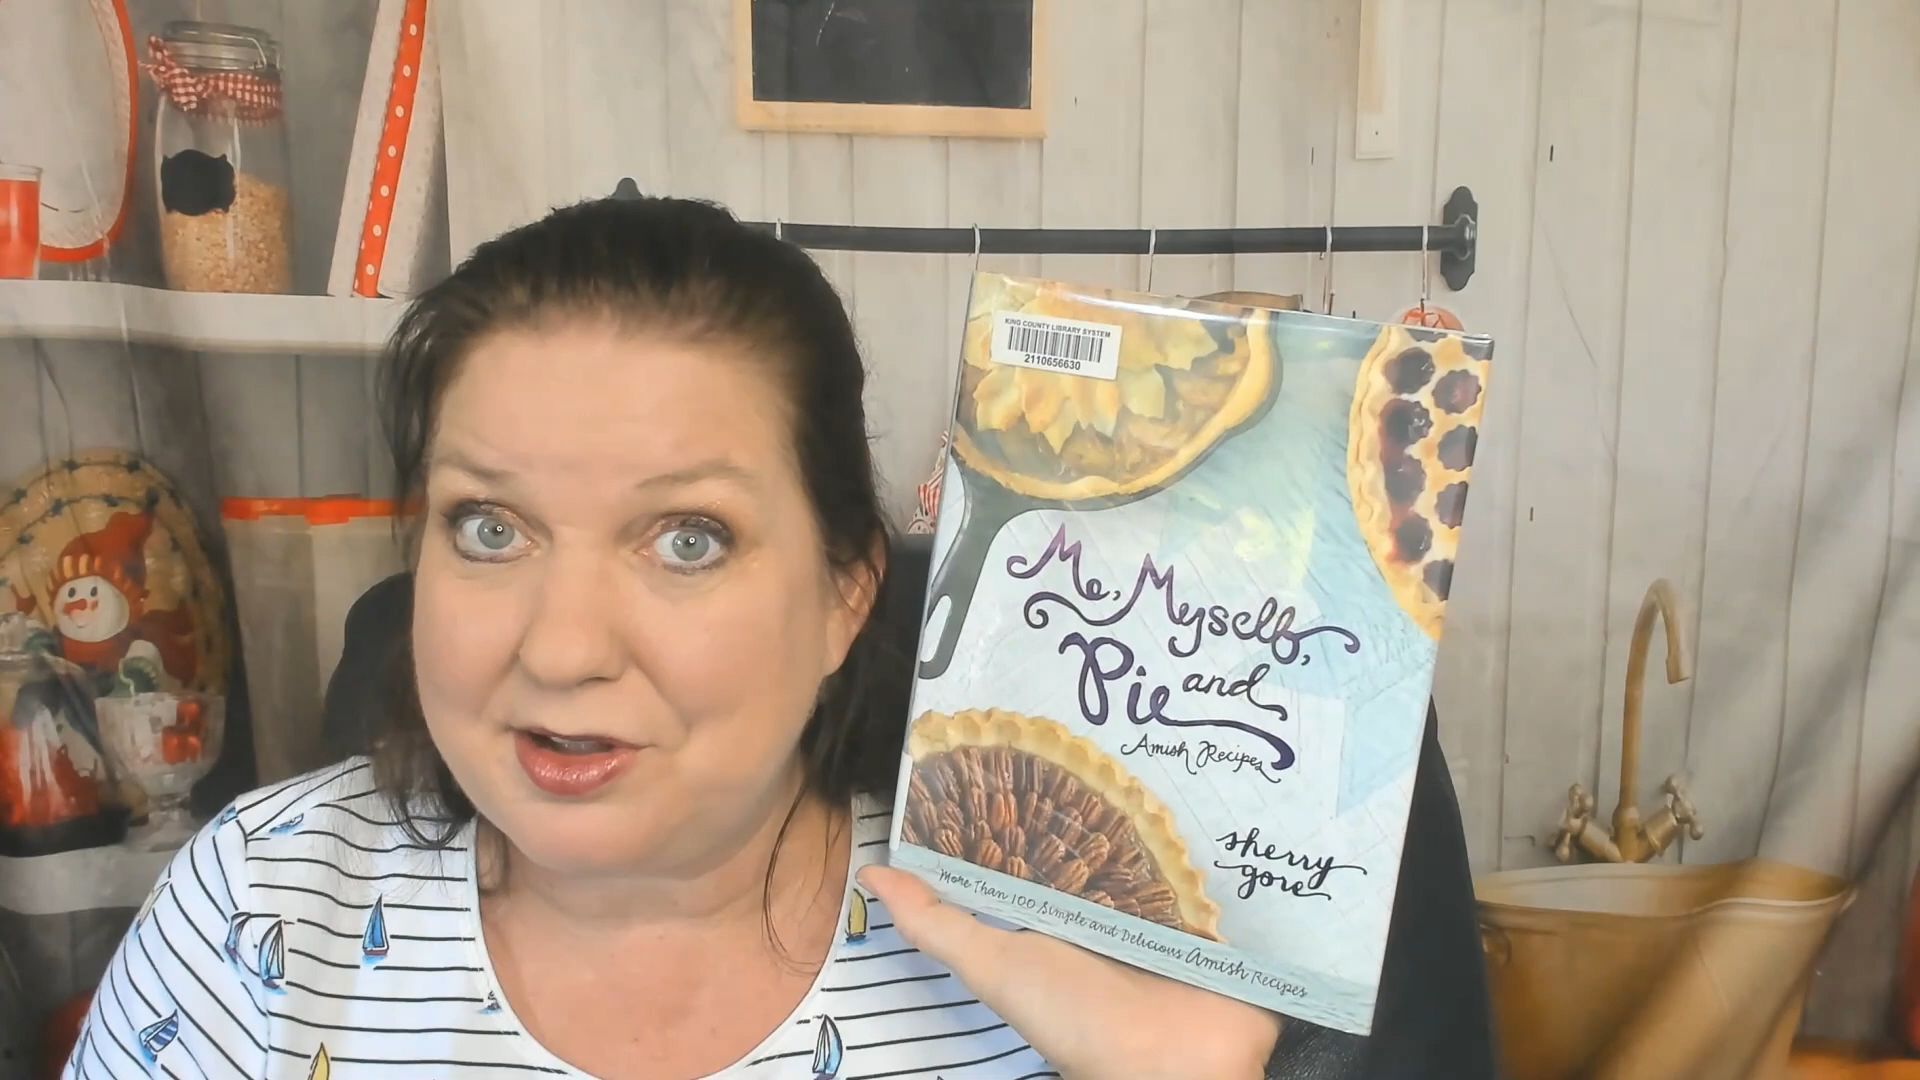 KING COUNTY LIBRARY SYSTEM
2110656630
Me, Myself,
and
Pie
Amish Recipes
sherry
gore
More Than 100 Simple and Delicious Amish Recipes